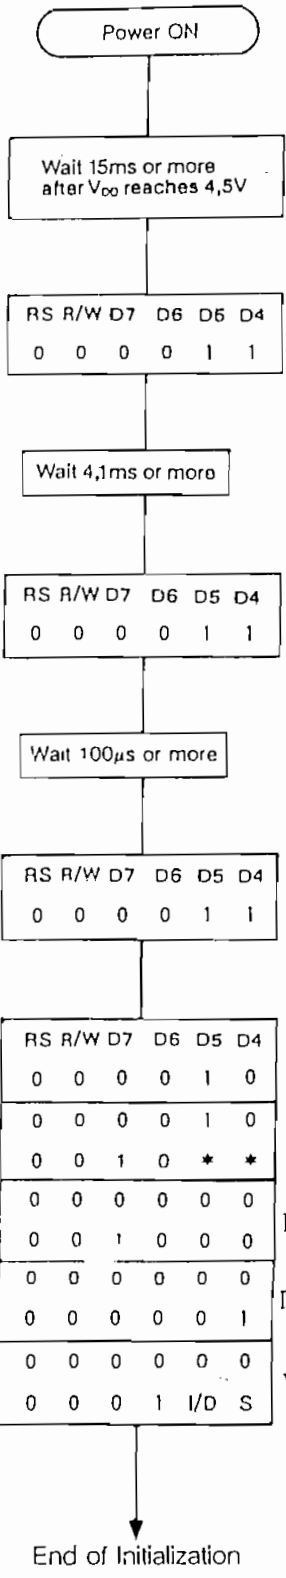 Power ON
Wait 15ms or more
after VDD reaches 4,5V
RS R/W D7 D6 D5 D4
0 0 0 0 1 1
Wait 4,1ms or more
RS R/W D7 D6 D5 D4
0 0 0 0 1 1
Wait 100µs or more
RS R/W D7 D6 D5 D4
0 0 0 0 1 1
RS R/W D7 D6 D5 D4
0 0 0 0 1 0
0 0 0 0 1 0
0 0 1 0 * *
0 0 0 0 0 0
0 0 1 0 0 0
0 0 0 0 0 0
0 0 0 0 0 1
0 0 0 0 0 0
0 0 0 1 I/D S
End of Initialization